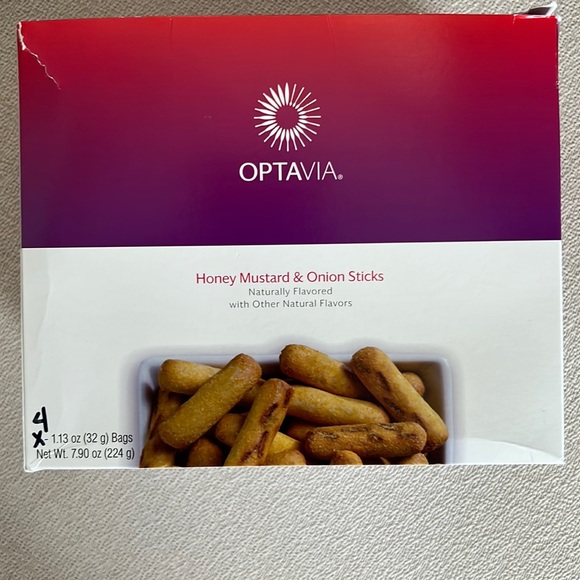 OPTAVIA®
Honey Mustard & Onion Sticks
Naturally Flavored
with Other Natural Flavors
4
x - 1.13 oz (32 g) Bags
Net Wt. 7.90 oz (224 g)